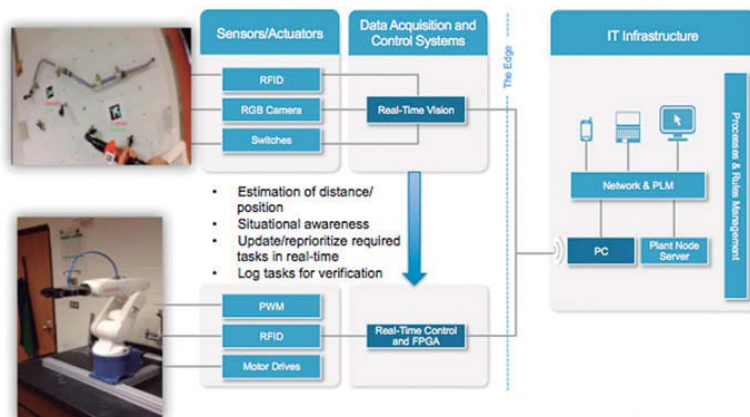 Sensors/Actuators
Data Acquisition and
Control Systems
RFID
RGB Camera
Switches
Real-Time Vision
• Estimation of distance/
position
• Situational awareness
• Update/reprioritize required
tasks in real-time
• Log tasks for verification
PWM
RFID
Motor Drives
Real-Time Control
and FPGA
The Edge
IT Infrastructure
Network & PLM
PC
Plant Node
Server
Processes & Rules Management